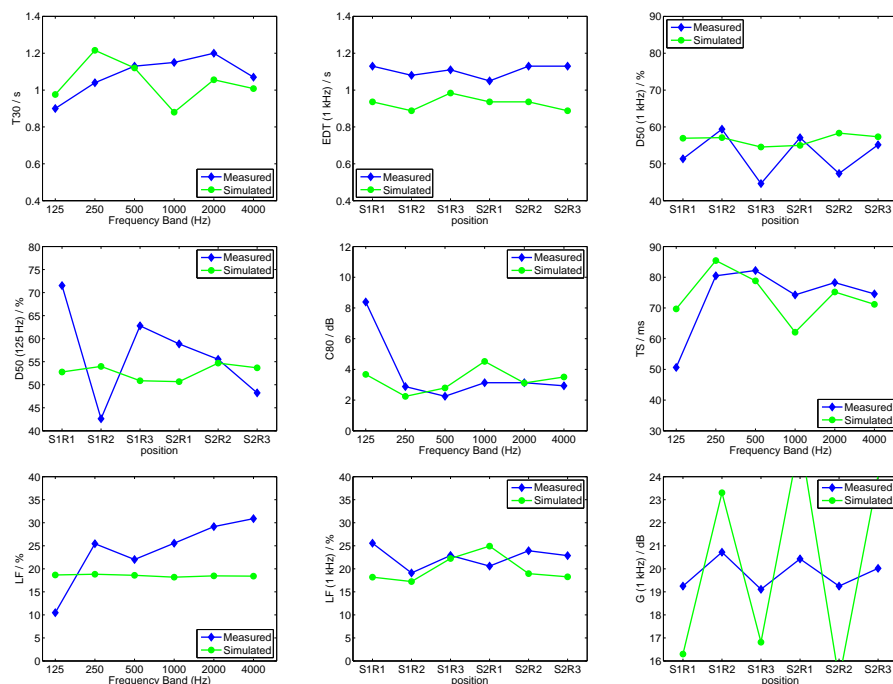 1.4
1.2
1
0.8
0.6
0.4
T30 / s
125 250 500 1000 2000 4000
Frequency Band (Hz)
Measured
Simulated
1.4
1.2
1
0.8
0.6
0.4
EDT (1 kHz) / s
S1R1 S1R2 S1R3 S2R1 S2R2 S2R3
position
Measured
Simulated
90
80
70
60
50
40
D50 (1 kHz) / %
S1R1 S1R2 S1R3 S2R1 S2R2 S2R3
position
Measured
Simulated
80
75
70
65
60
55
50
45
40
D50 (125 Hz) / %
S1R1 S1R2 S1R3 S2R1 S2R2 S2R3
position
Measured
Simulated
12
10
8
6
4
2
0
C80 / dB
125 250 500 1000 2000 4000
Frequency Band (Hz)
Measured
Simulated
90
80
70
60
50
40
30
TS / ms
125 250 500 1000 2000 4000
Frequency Band (Hz)
Measured
Simulated
40
35
30
25
20
15
10
5
0
LF / %
125 250 500 1000 2000 4000
Frequency Band (Hz)
Measured
Simulated
40
35
30
25
20
15
10
5
0
LF (1 kHz) / %
S1R1 S1R2 S1R3 S2R1 S2R2 S2R3
position
Measured
Simulated
24
23
22
21
20
19
18
17
16
G (1 kHz) / dB
S1R1 S1R2 S1R3 S2R1 S2R2 S2R3
position
Measured
Simulated